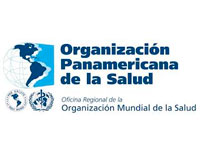 Organización
Panamericana
de la Salud
Oficina Regional de la
Organización Mundial de la Salud